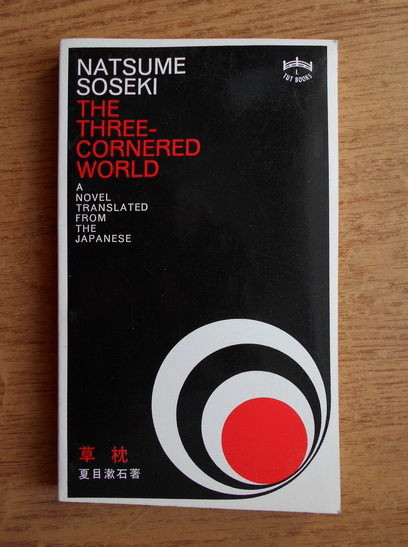 NATSUME
SOSEKI
THE
THREE-
CORNERED
WORLD
A
NOVEL
TRANSLATED
FROM
THE
JAPANESE
L
TUT BOOKS
草枕
夏目漱石著